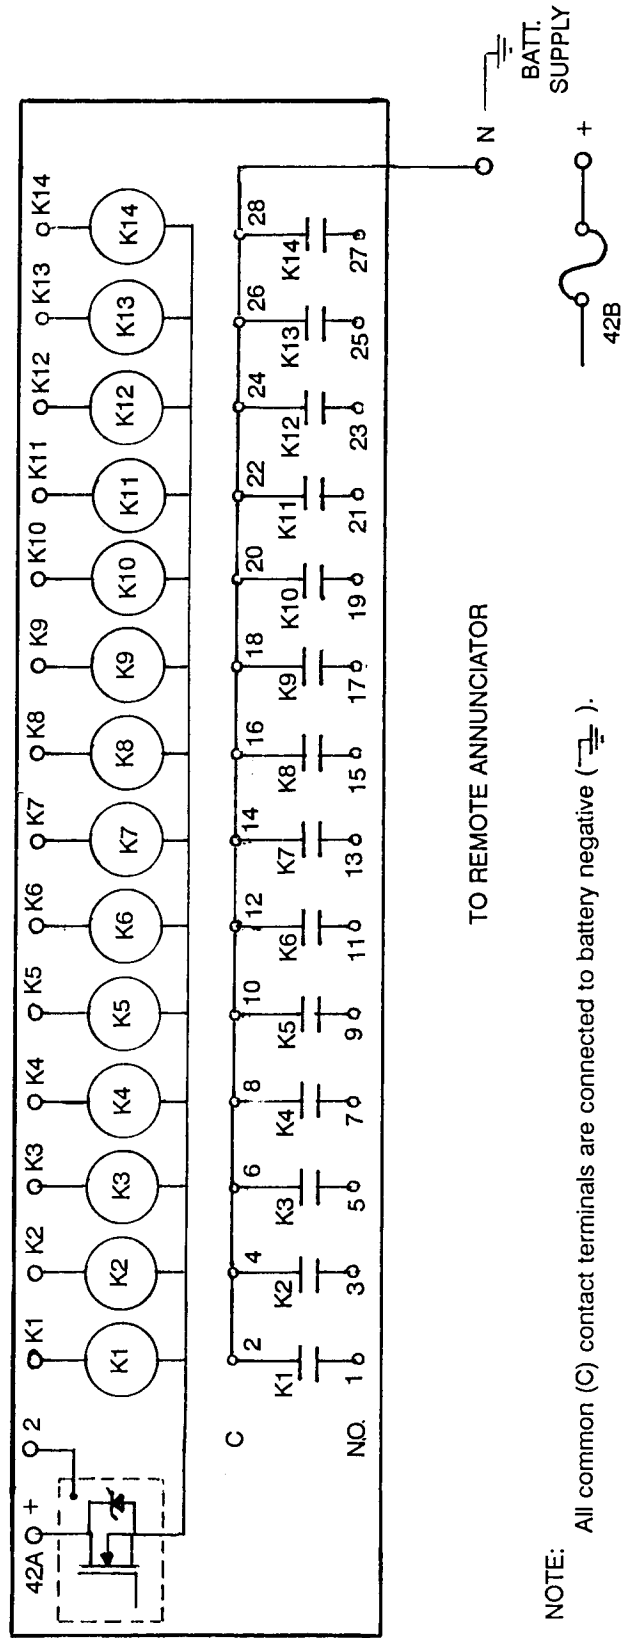 42A + 2 K1 K2 K3 K4 K5 K6 K7 K8 K9 K10 K11 K12 K13 K14
K1 K2 K3 K4 K5 K6 K7 K8 K9 K10 K11 K12 K13 K14
C 2 4 6 8 10 12 14 16 18 20 22 24 26 28
K1 K2 K3 K4 K5 K6 K7 K8 K9 K10 K11 K12 K13 K14
N.O. 1 3 5 7 9 11 13 15 17 19 21 23 25 27
TO REMOTE ANNUNCIATOR
N
BATT.
SUPPLY
42B +
NOTE:
All common (C) contact terminals are connected to battery negative ( ).